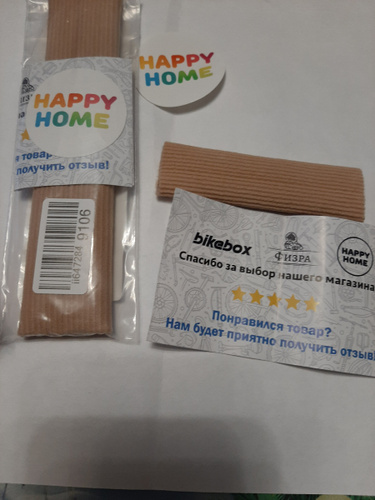 HAPPY
HOME
HAPPY
HOME
товар
получить отзыв!
9106
bikebox
ФИЗРА
HAPPY
HOME
Спасибо за выбор нашего магазина
Понравился товар?
Нам будет приятно получить отзыв!